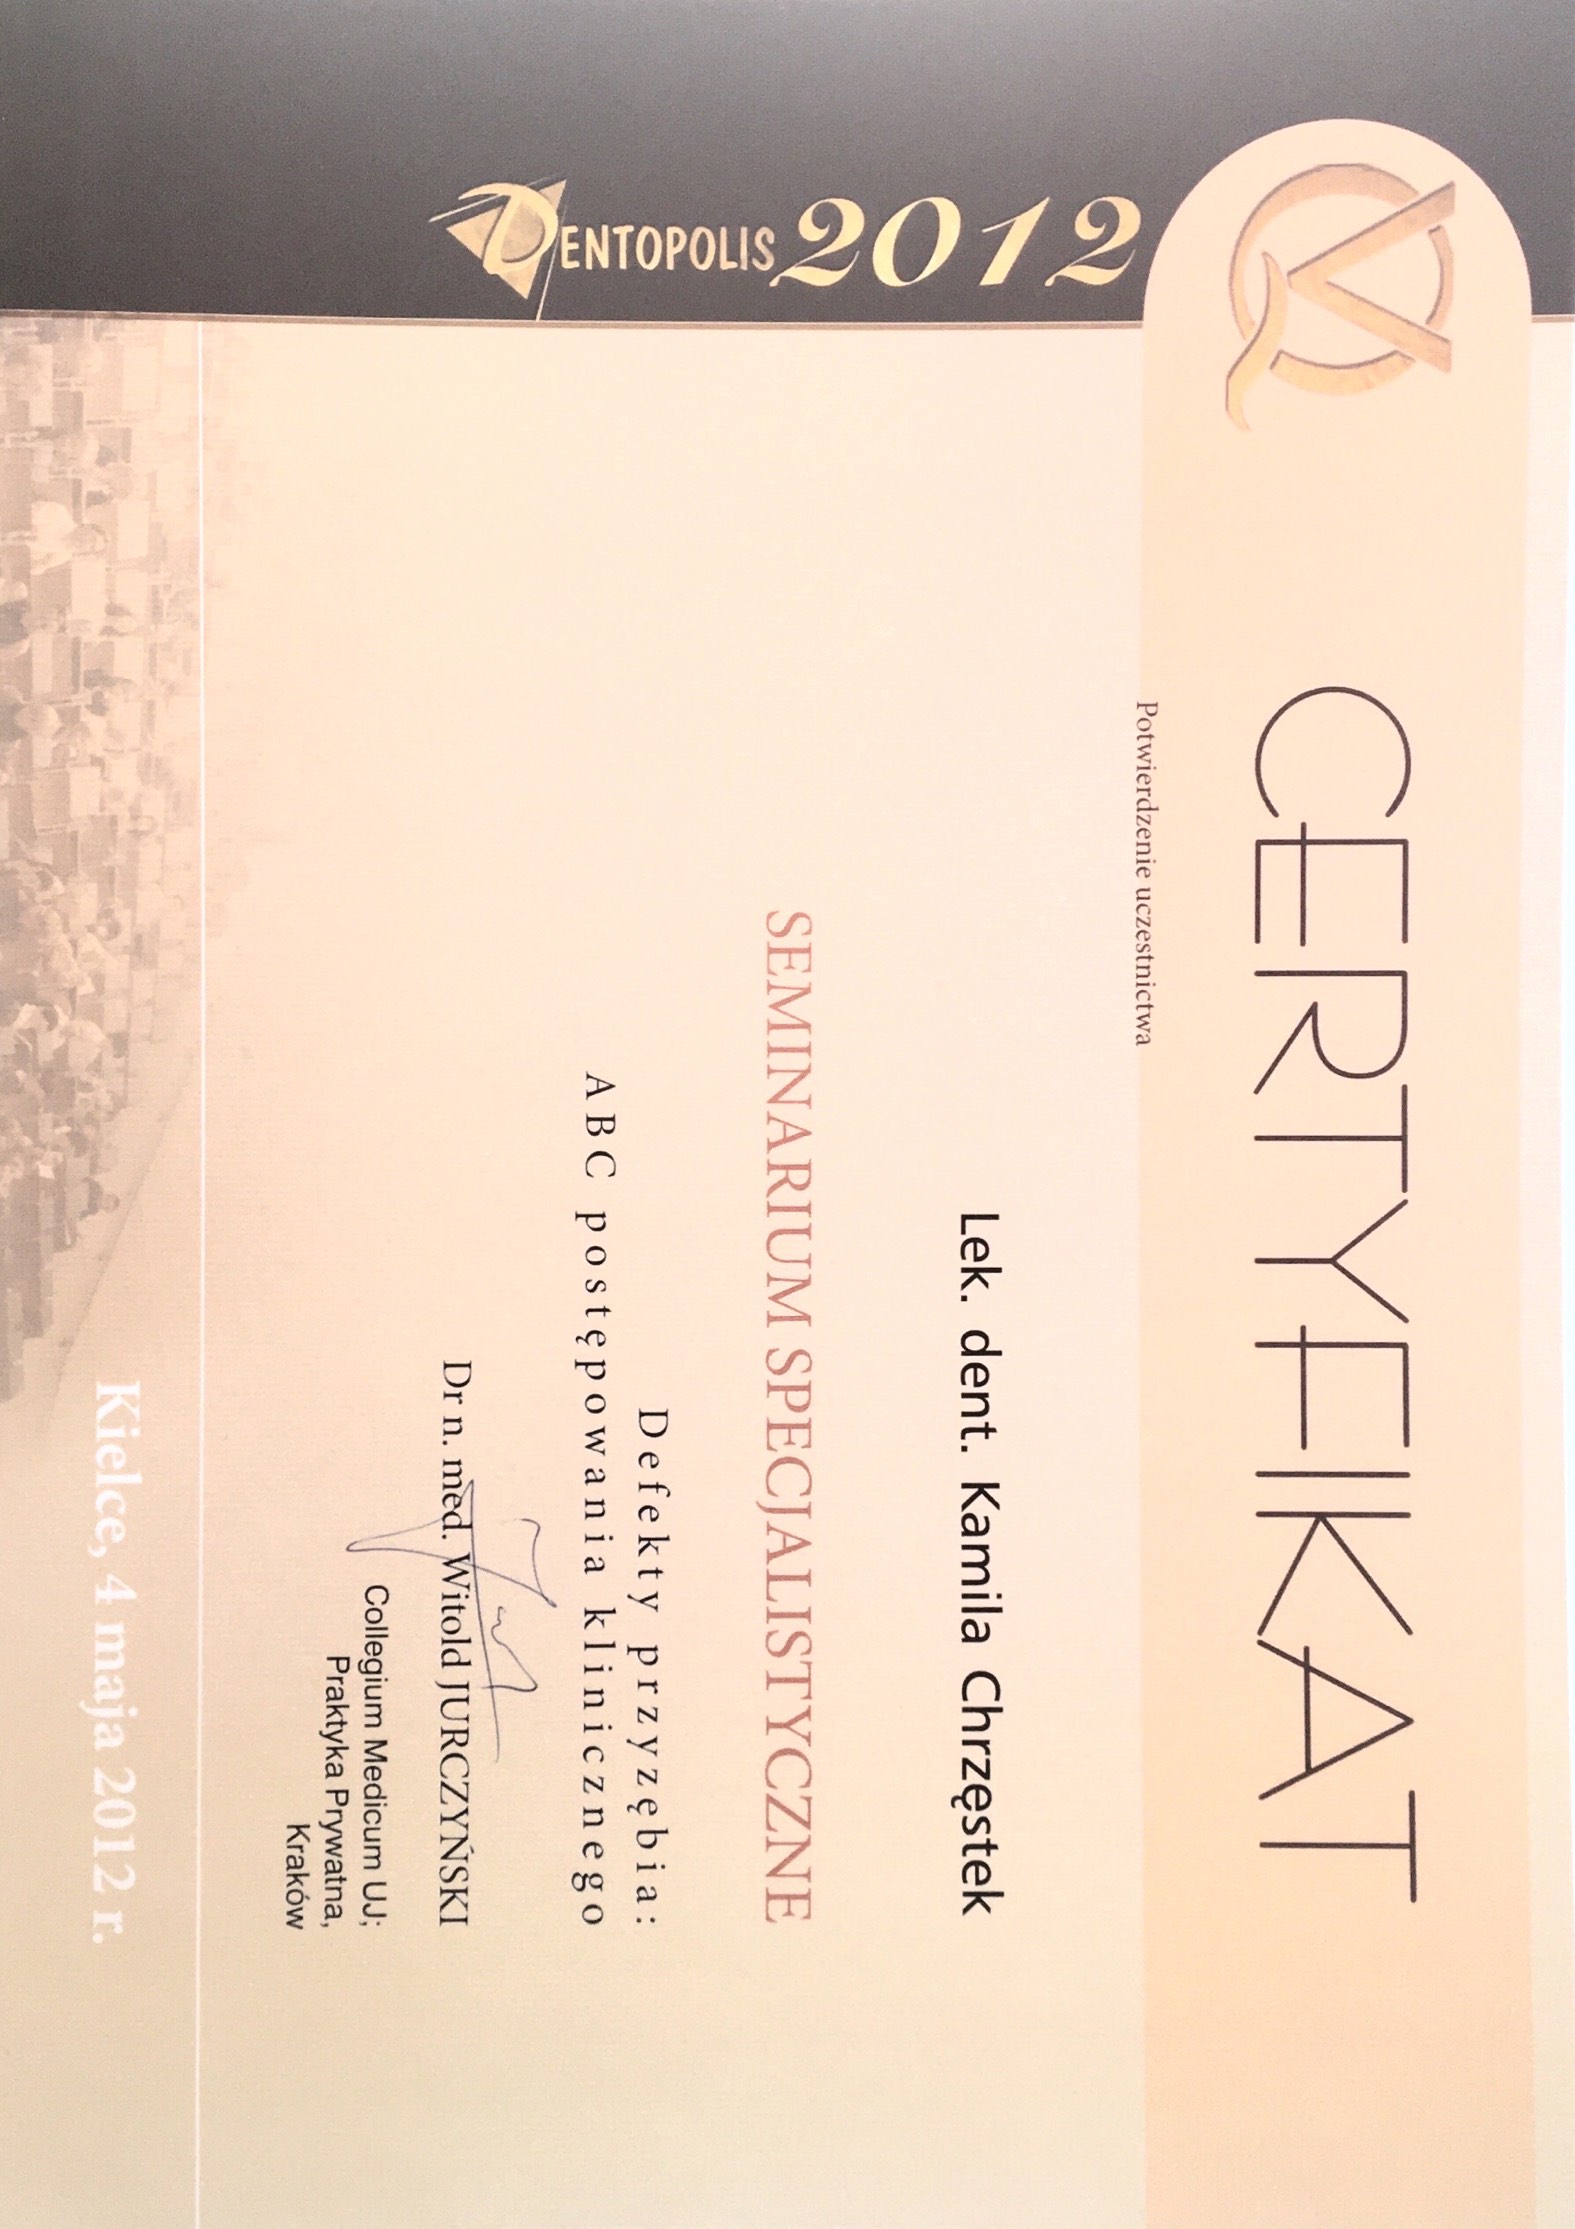 VQ
CERTYFIKAT
Potwierdzenie uczestnictwa
Lek. dent. Kamila Chrzęstek
SEMINARIUM SPECJALISTYCZNE
Defekty przyzębia:
ABC postępowania klinicznego
Dr n. med. Witold JURCZYŃSKI
Collegium Medicum UJ;
Praktyka Prywatna,
Kraków
Kielce, 4 maja 2012 r.
DENTOPOLIS 2012